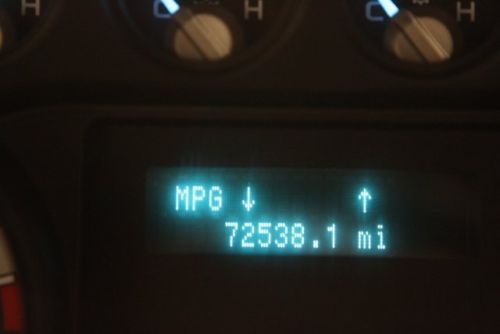 H C H C H
MPG ↓ ↑
72538.1 mi